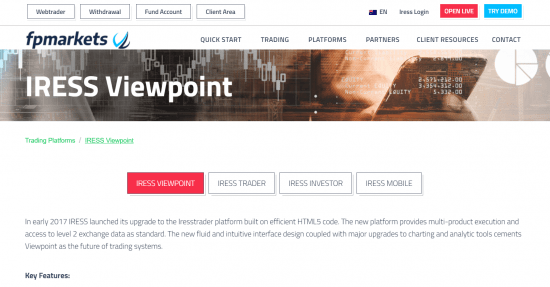 Webtrader Withdrawal Fund Account Client Area EN Iress Login OPEN LIVE TRY DEMO
fpmarkets QUICK START TRADING PLATFORMS PARTNERS CLIENT RESOURCES CONTACT
IRESS Viewpoint
Trading Platforms / IRESS Viewpoint
IRESS VIEWPOINT IRESS TRADER IRESS INVESTOR IRESS MOBILE
In early 2017 IRESS launched its upgrade to the Iresstrader platform built on efficient HTML5 code. The new platform provides multi-product execution and
access to level 2 exchange data as standard. The new fluid and intuitive interface design coupled with major upgrades to charting and analytic tools cements
Viewpoint as the future of trading systems.
Key Features: